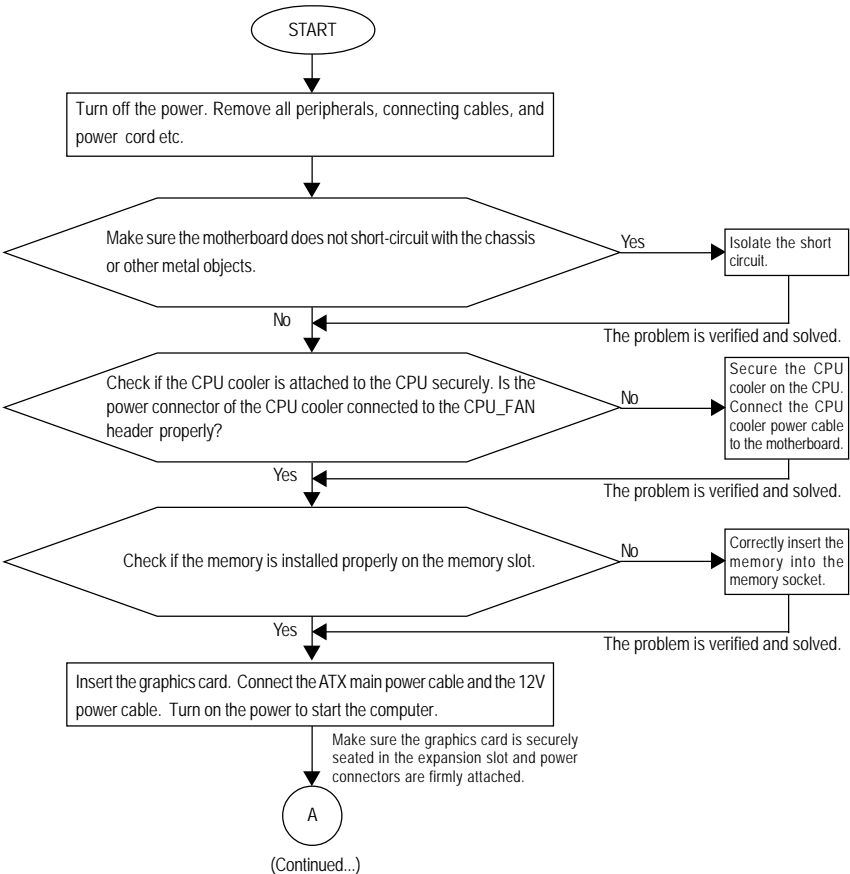 START
Turn off the power. Remove all peripherals, connecting cables, and
power cord etc.
Make sure the motherboard does not short-circuit with the chassis
or other metal objects.
Yes
Isolate the short
circuit.
No
The problem is verified and solved.
Check if the CPU cooler is attached to the CPU securely. Is the
power connector of the CPU cooler connected to the CPU_FAN
header properly?
No
Secure the CPU
cooler on the CPU.
Connect the CPU
cooler power cable
to the motherboard.
Yes
The problem is verified and solved.
Check if the memory is installed properly on the memory slot.
No
Correctly insert the
memory into the
memory socket.
Yes
The problem is verified and solved.
Insert the graphics card. Connect the ATX main power cable and the 12V
power cable. Turn on the power to start the computer.
Make sure the graphics card is securely
seated in the expansion slot and power
connectors are firmly attached.
A
(Continued...)